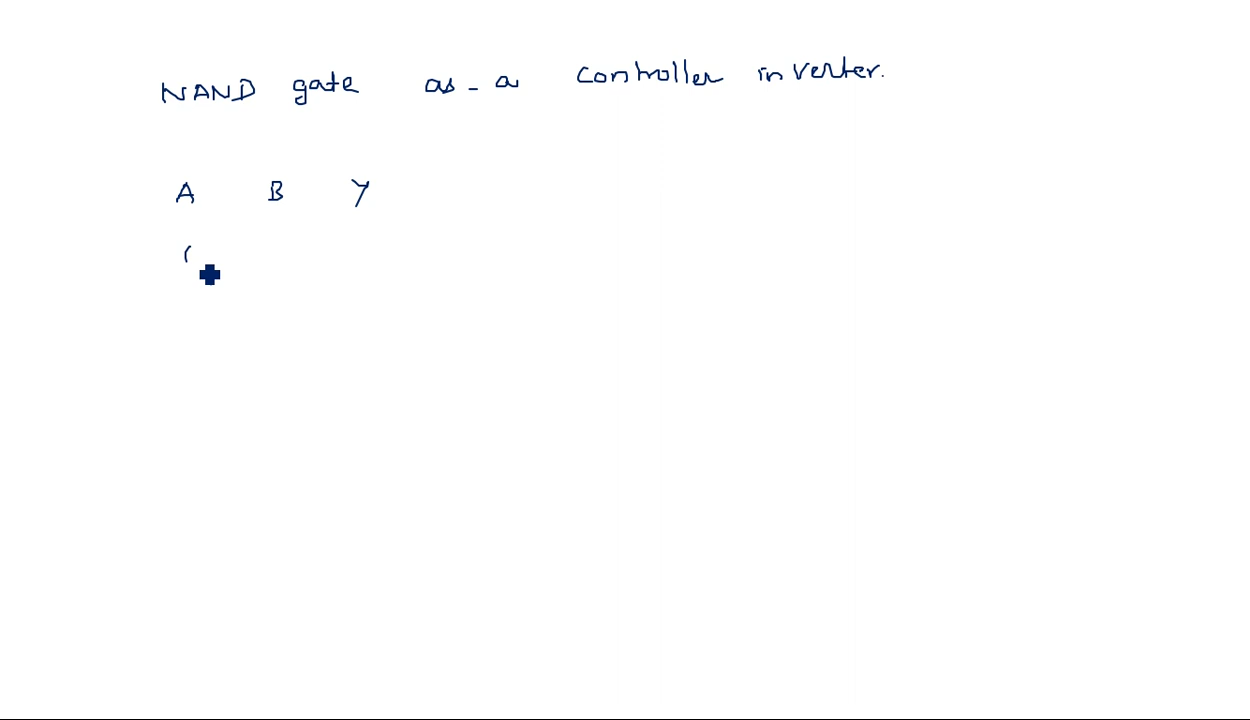 NAND gate as-a controller inverter.
A B Y